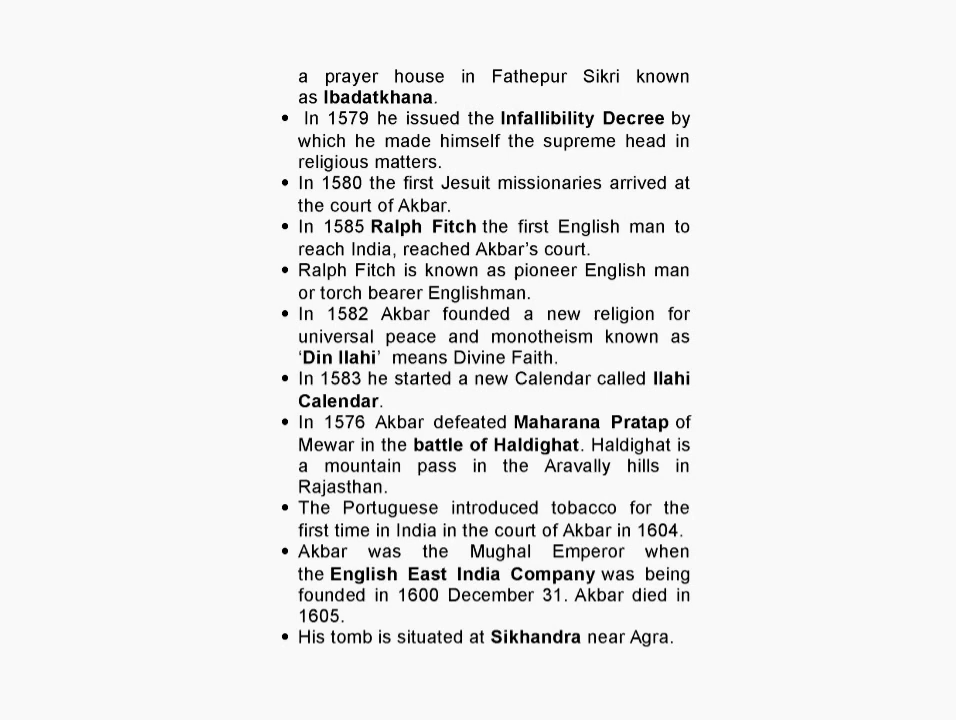 a prayer house in Fathepur Sikri known
as Ibadatkhana.
• In 1579 he issued the Infallibility Decree by
which he made himself the supreme head in
religious matters.
• In 1580 the first Jesuit missionaries arrived at
the court of Akbar.
• In 1585 Ralph Fitch the first English man to
reach India, reached Akbar’s court.
• Ralph Fitch is known as pioneer English man
or torch bearer Englishman.
• In 1582 Akbar founded a new religion for
universal peace and monotheism known as
‘Din Ilahi’ means Divine Faith.
• In 1583 he started a new Calendar called Ilahi
Calendar.
• In 1576 Akbar defeated Maharana Pratap of
Mewar in the battle of Haldighat. Haldighat is
a mountain pass in the Aravally hills in
Rajasthan.
• The Portuguese introduced tobacco for the
first time in India in the court of Akbar in 1604.
• Akbar was the Mughal Emperor when
the English East India Company was being
founded in 1600 December 31. Akbar died in
1605.
• His tomb is situated at Sikhandra near Agra.